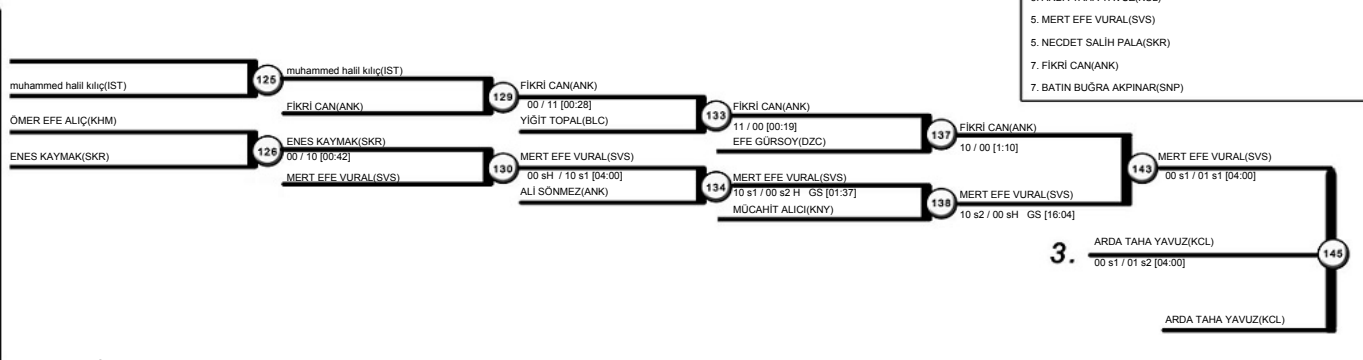 5. MERT EFE VURAL(SVS)
5. NECDET SALİH PALA(SKR)
7. FİKRİ CAN(ANK)
7. BATIN BUĞRA AKPINAR(SNP)
muhammed halil kılıç(IST)
125
muhammed halil kılıç(IST)
FİKRİ CAN(ANK)
129
FİKRİ CAN(ANK)
00 / 11 [00:28]
YİĞİT TOPAL(BLC)
133
FİKRİ CAN(ANK)
11 / 00 [00:19]
EFE GÜRSOY(DZC)
137
FİKRİ CAN(ANK)
10 / 00 [1:10]
ÖMER EFE ALIÇ(KHM)
ENES KAYMAK(SKR)
126
ENES KAYMAK(SKR)
00 / 10 [00:42]
MERT EFE VURAL(SVS)
130
MERT EFE VURAL(SVS)
00 sH / 10 s1 [04:00]
ALİ SÖNMEZ(ANK)
134
MERT EFE VURAL(SVS)
10 s1 / 00 s2 H GS [01:37]
MÜCAHİT ALICI(KNY)
138
MERT EFE VURAL(SVS)
10 s2 / 00 sH GS [16:04]
143
MERT EFE VURAL(SVS)
00 s1 / 01 s1 [04:00]
3.
ARDA TAHA YAVUZ(KCL)
00 s1 / 01 s2 [04:00]
145
ARDA TAHA YAVUZ(KCL)